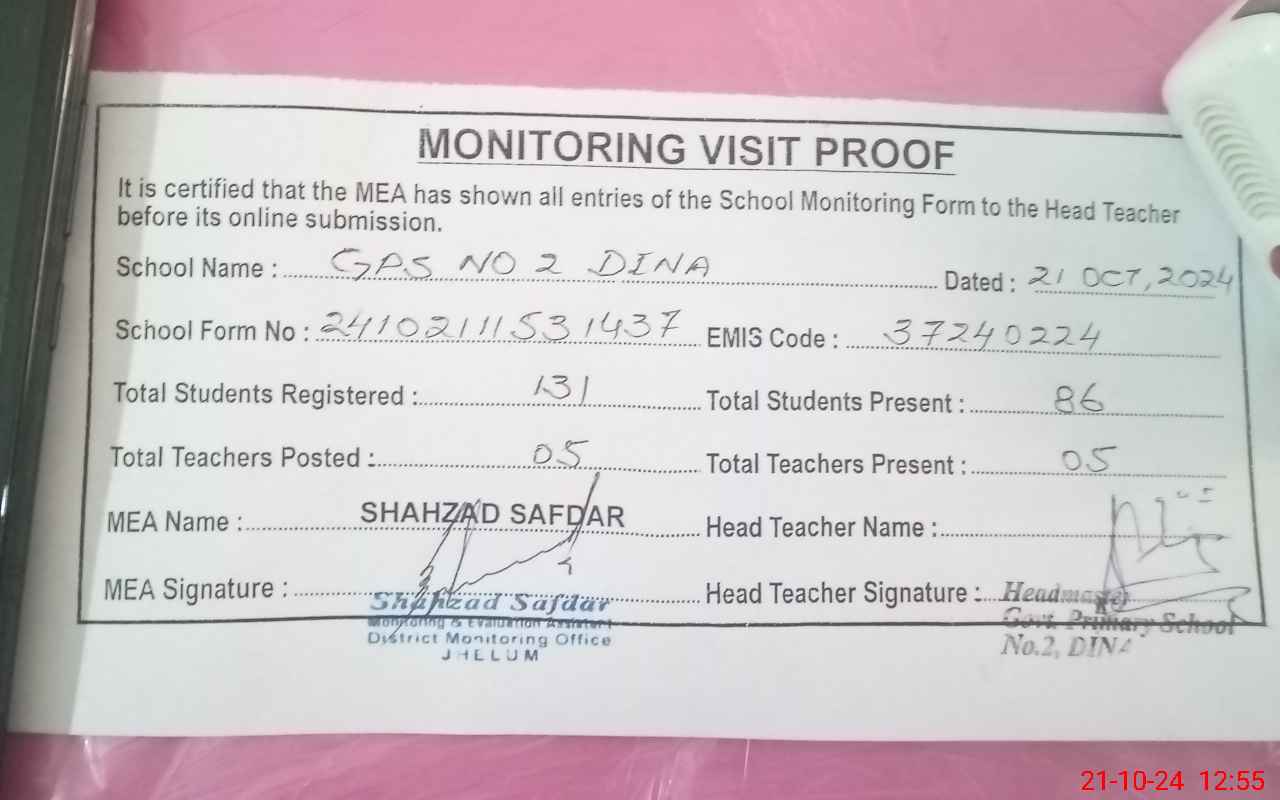 MONITORING VISIT PROOF
It is certified that the MEA has shown all entries of the School Monitoring Form to the Head Teacher
before its online submission.
School Name : GPS NO 2 DINA Dated : 21 OCT, 2024
School Form No : 24102111531437 EMIS Code : 37240224
Total Students Registered : 131 Total Students Present : 86
Total Teachers Posted : 05 Total Teachers Present : 05
MEA Name : SHAHZAD SAFDAR Head Teacher Name :
MEA Signature : Head Teacher Signature :
Shahzad Safdar
Monitoring & Evaluation Assistant
District Monitoring Office
JHELUM
Headmaster
Govt. Primary School
No.2, DINA
21-10-24 12:55